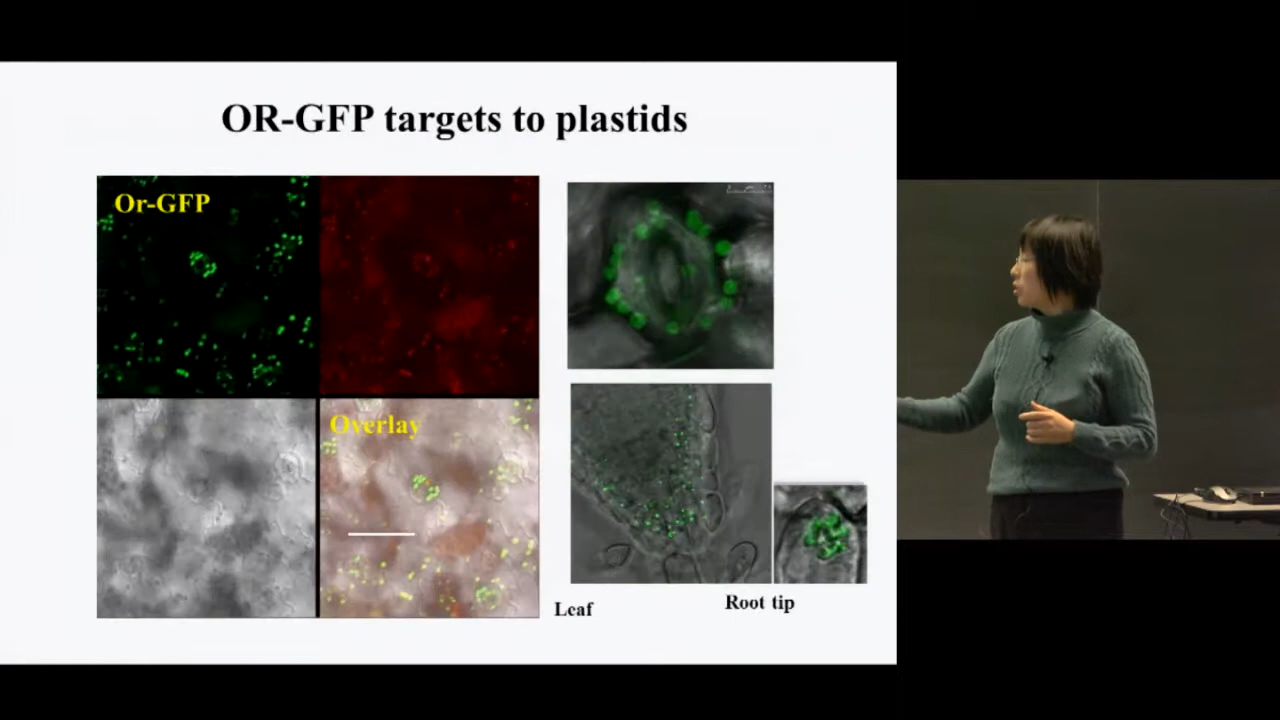 OR-GFP targets to plastids
Or-GFP
Overlay
Leaf
Root tip